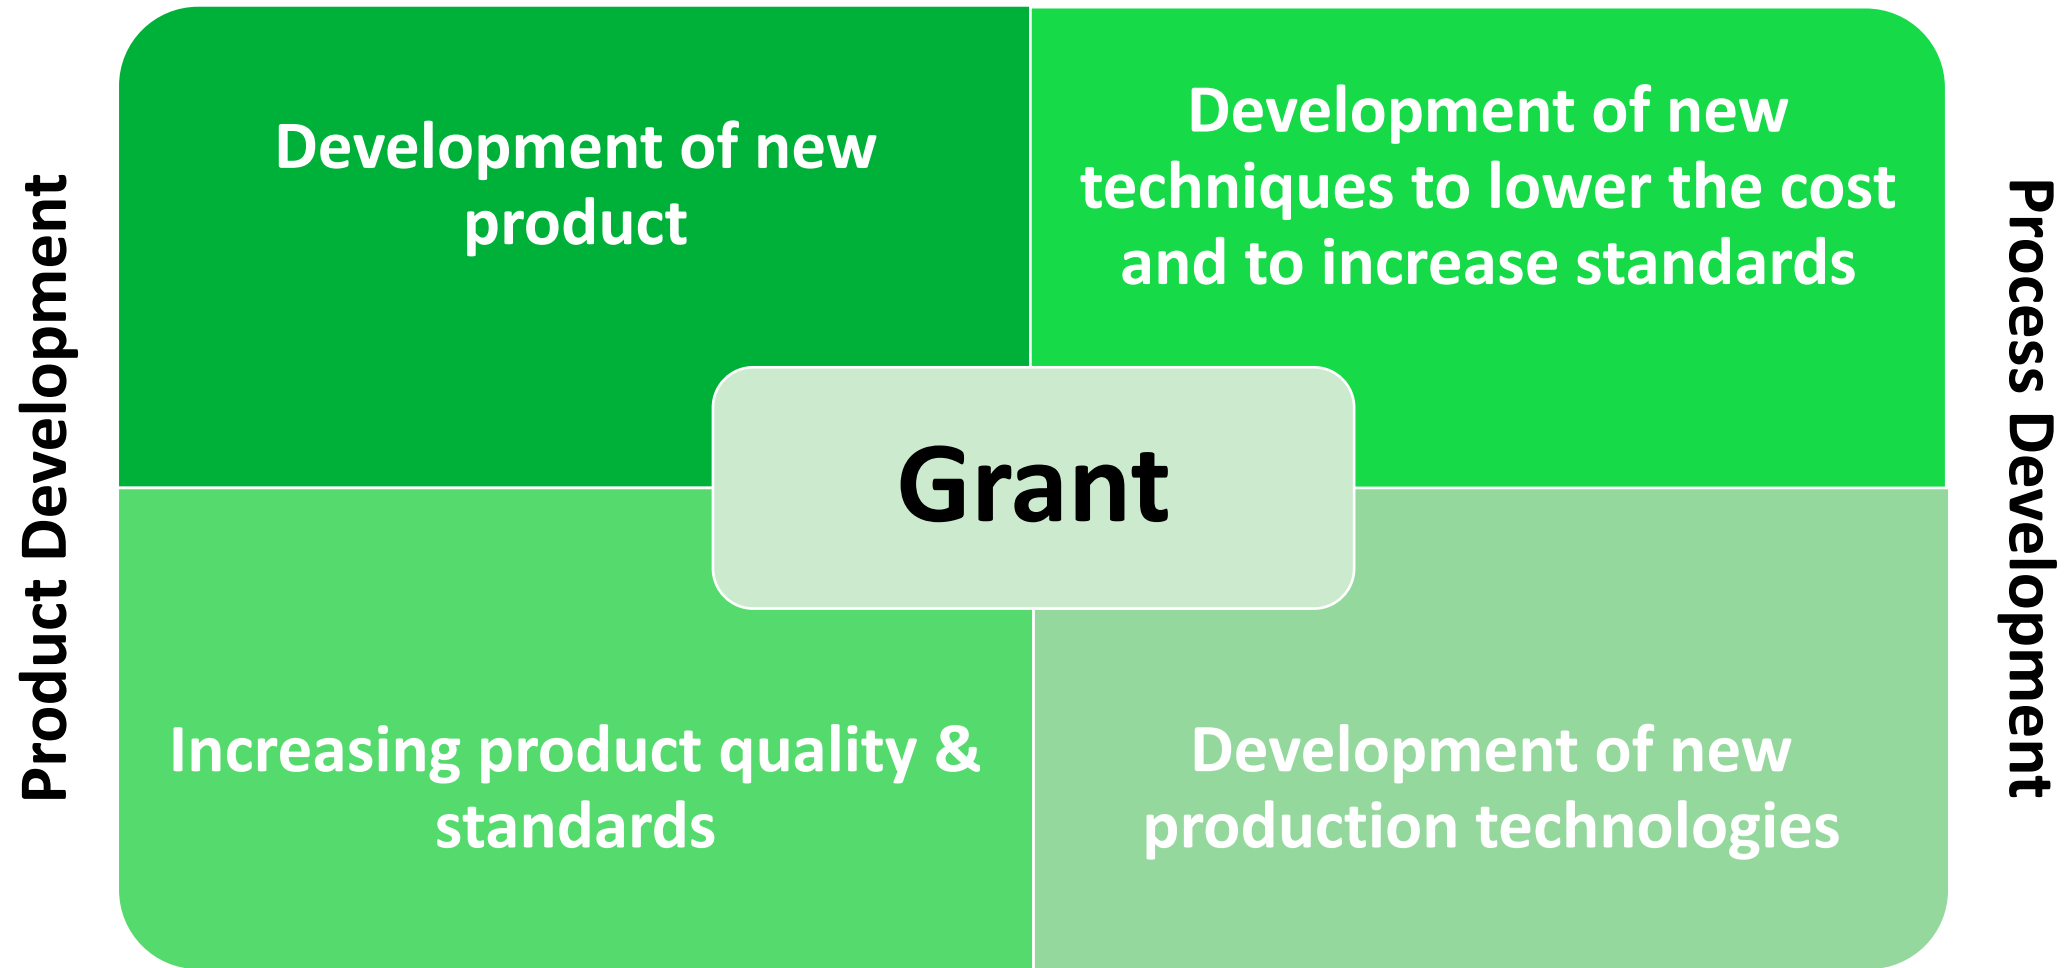 Product Development
Development of new
product
Development of new
techniques to lower the cost
and to increase standards
Grant
Increasing product quality &
standards
Development of new
production technologies
Process Development